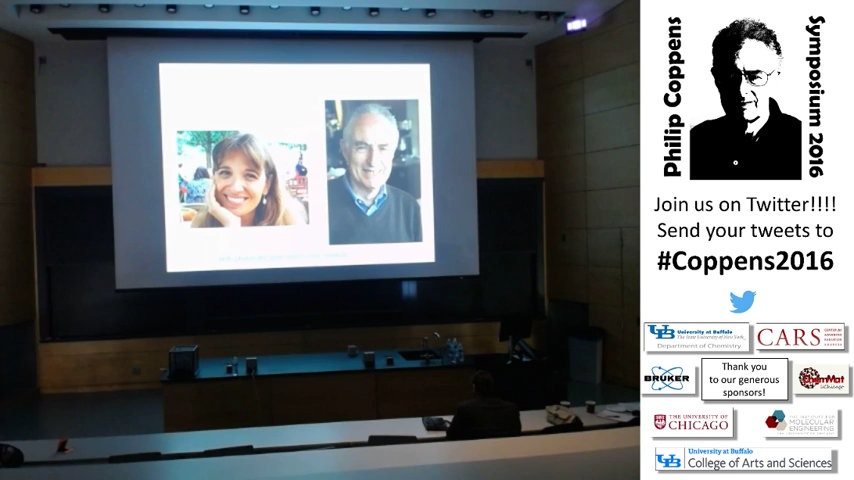 Philip Coppens
Symposium 2016
Join us on Twitter!!!!
Send your tweets to
#Coppens2016
UB University at Buffalo
The State University of New York
Department of Chemistry
CARS
BRUKER
Thank you
to our generous
sponsors!
ChemMat
THE UNIVERSITY OF
CHICAGO
MOLECULAR
ENGINEERING
UB University at Buffalo
College of Arts and Sciences